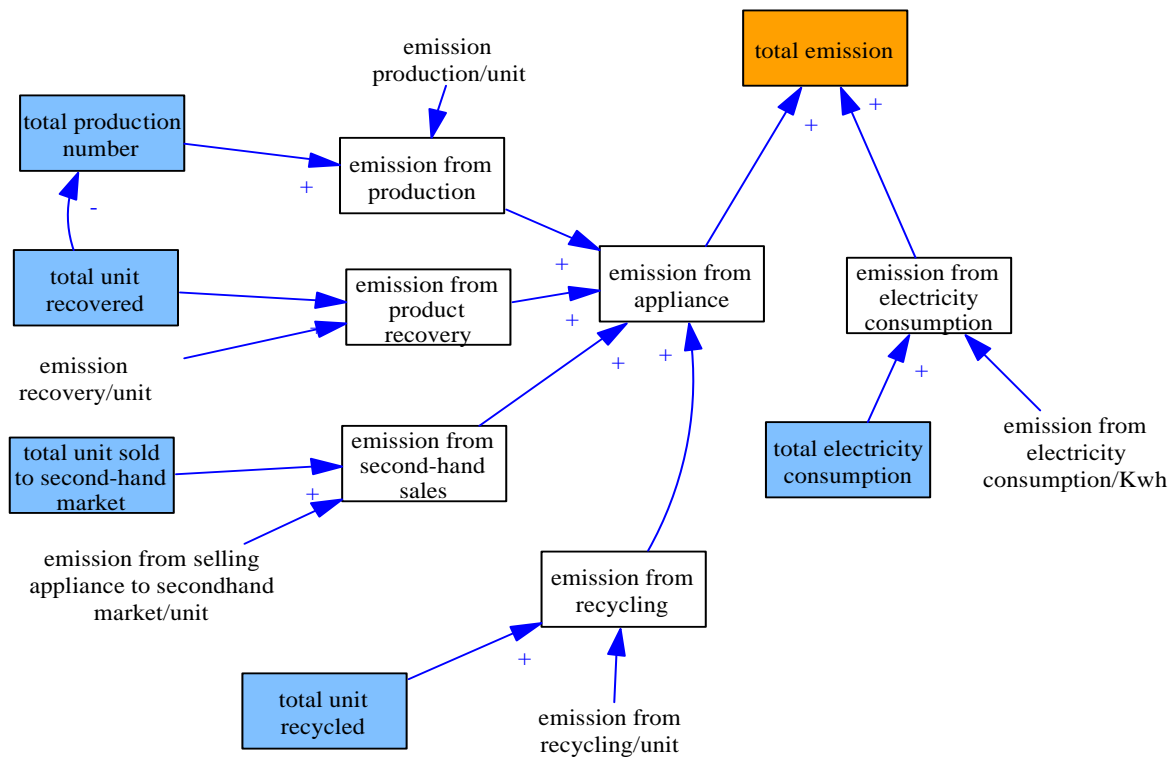 total emission
emission
production/unit
total production
number
emission from
production
+
+
+
-
total unit
recovered
emission from
product
recovery
+
emission from
appliance
emission from
electricity
consumption
+
emission
recovery/unit
+
+
+
total unit sold
to second-hand
market
emission from
second-hand
sales
+
total electricity
consumption
emission from
electricity
consumption/Kwh
emission from selling
appliance to secondhand
market/unit
emission from
recycling
+
total unit
recycled
emission from
recycling/unit